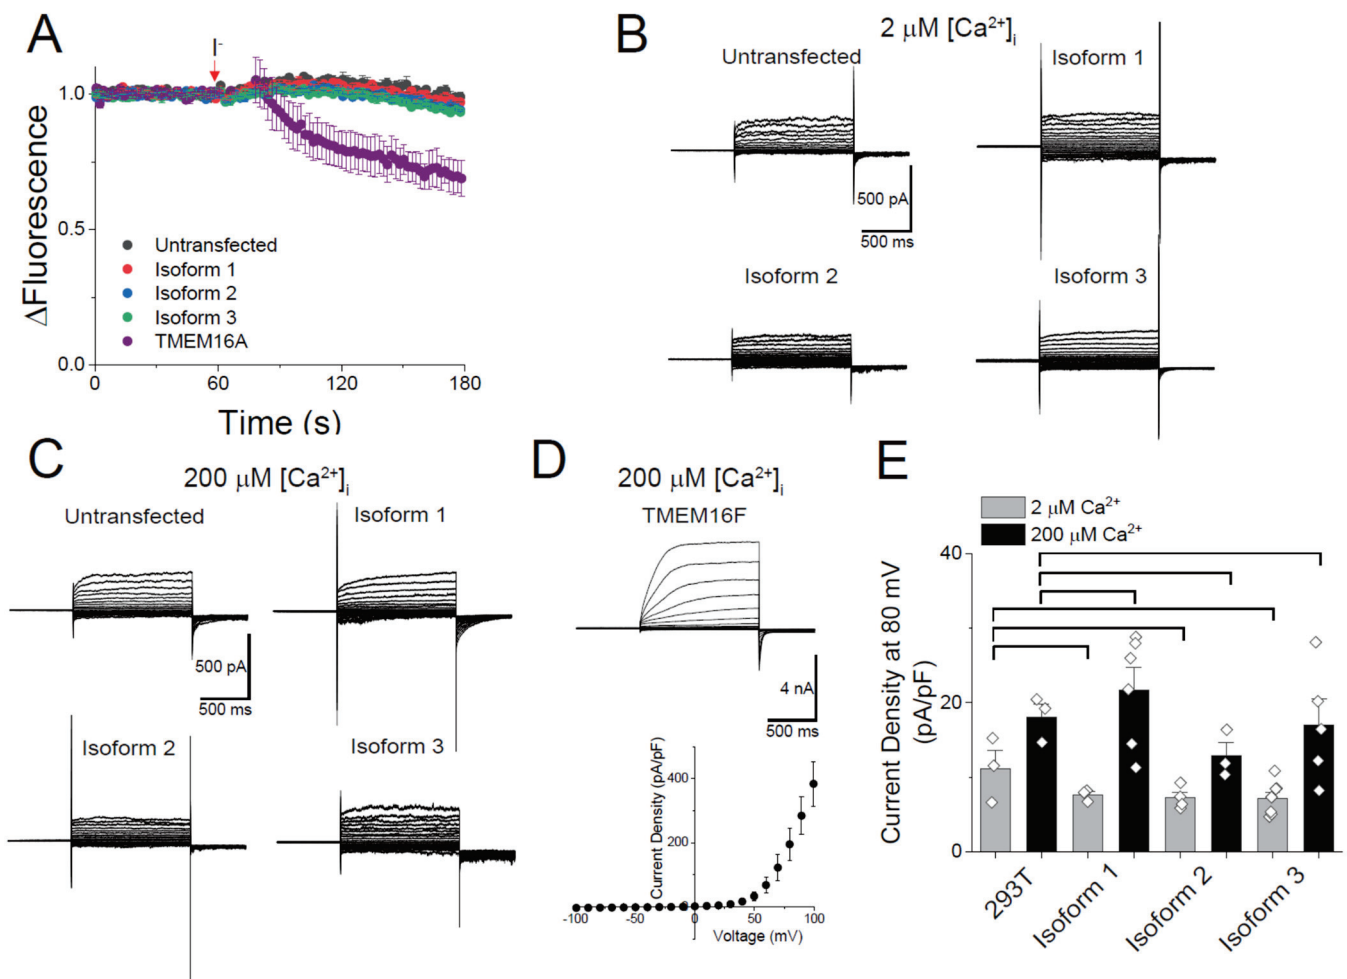 A
I-
1.0
0.5
0.0
ΔFluorescence
Untransfected
Isoform 1
Isoform 2
Isoform 3
TMEM16A
0
60
120
180
Time (s)
B
2 μM [Ca²⁺]i
Untransfected
Isoform 1
500 pA
500 ms
Isoform 2
Isoform 3
C
200 μM [Ca²⁺]i
Untransfected
Isoform 1
500 pA
500 ms
Isoform 2
Isoform 3
D
200 μM [Ca²⁺]i
TMEM16F
4 nA
500 ms
Current Density (pA/pF)
400
200
0
-100
-50
0
50
100
Voltage (mV)
E
2 μM Ca²⁺
200 μM Ca²⁺
40
20
0
Current Density at 80 mV
(pA/pF)
293T
Isoform 1
Isoform 2
Isoform 3